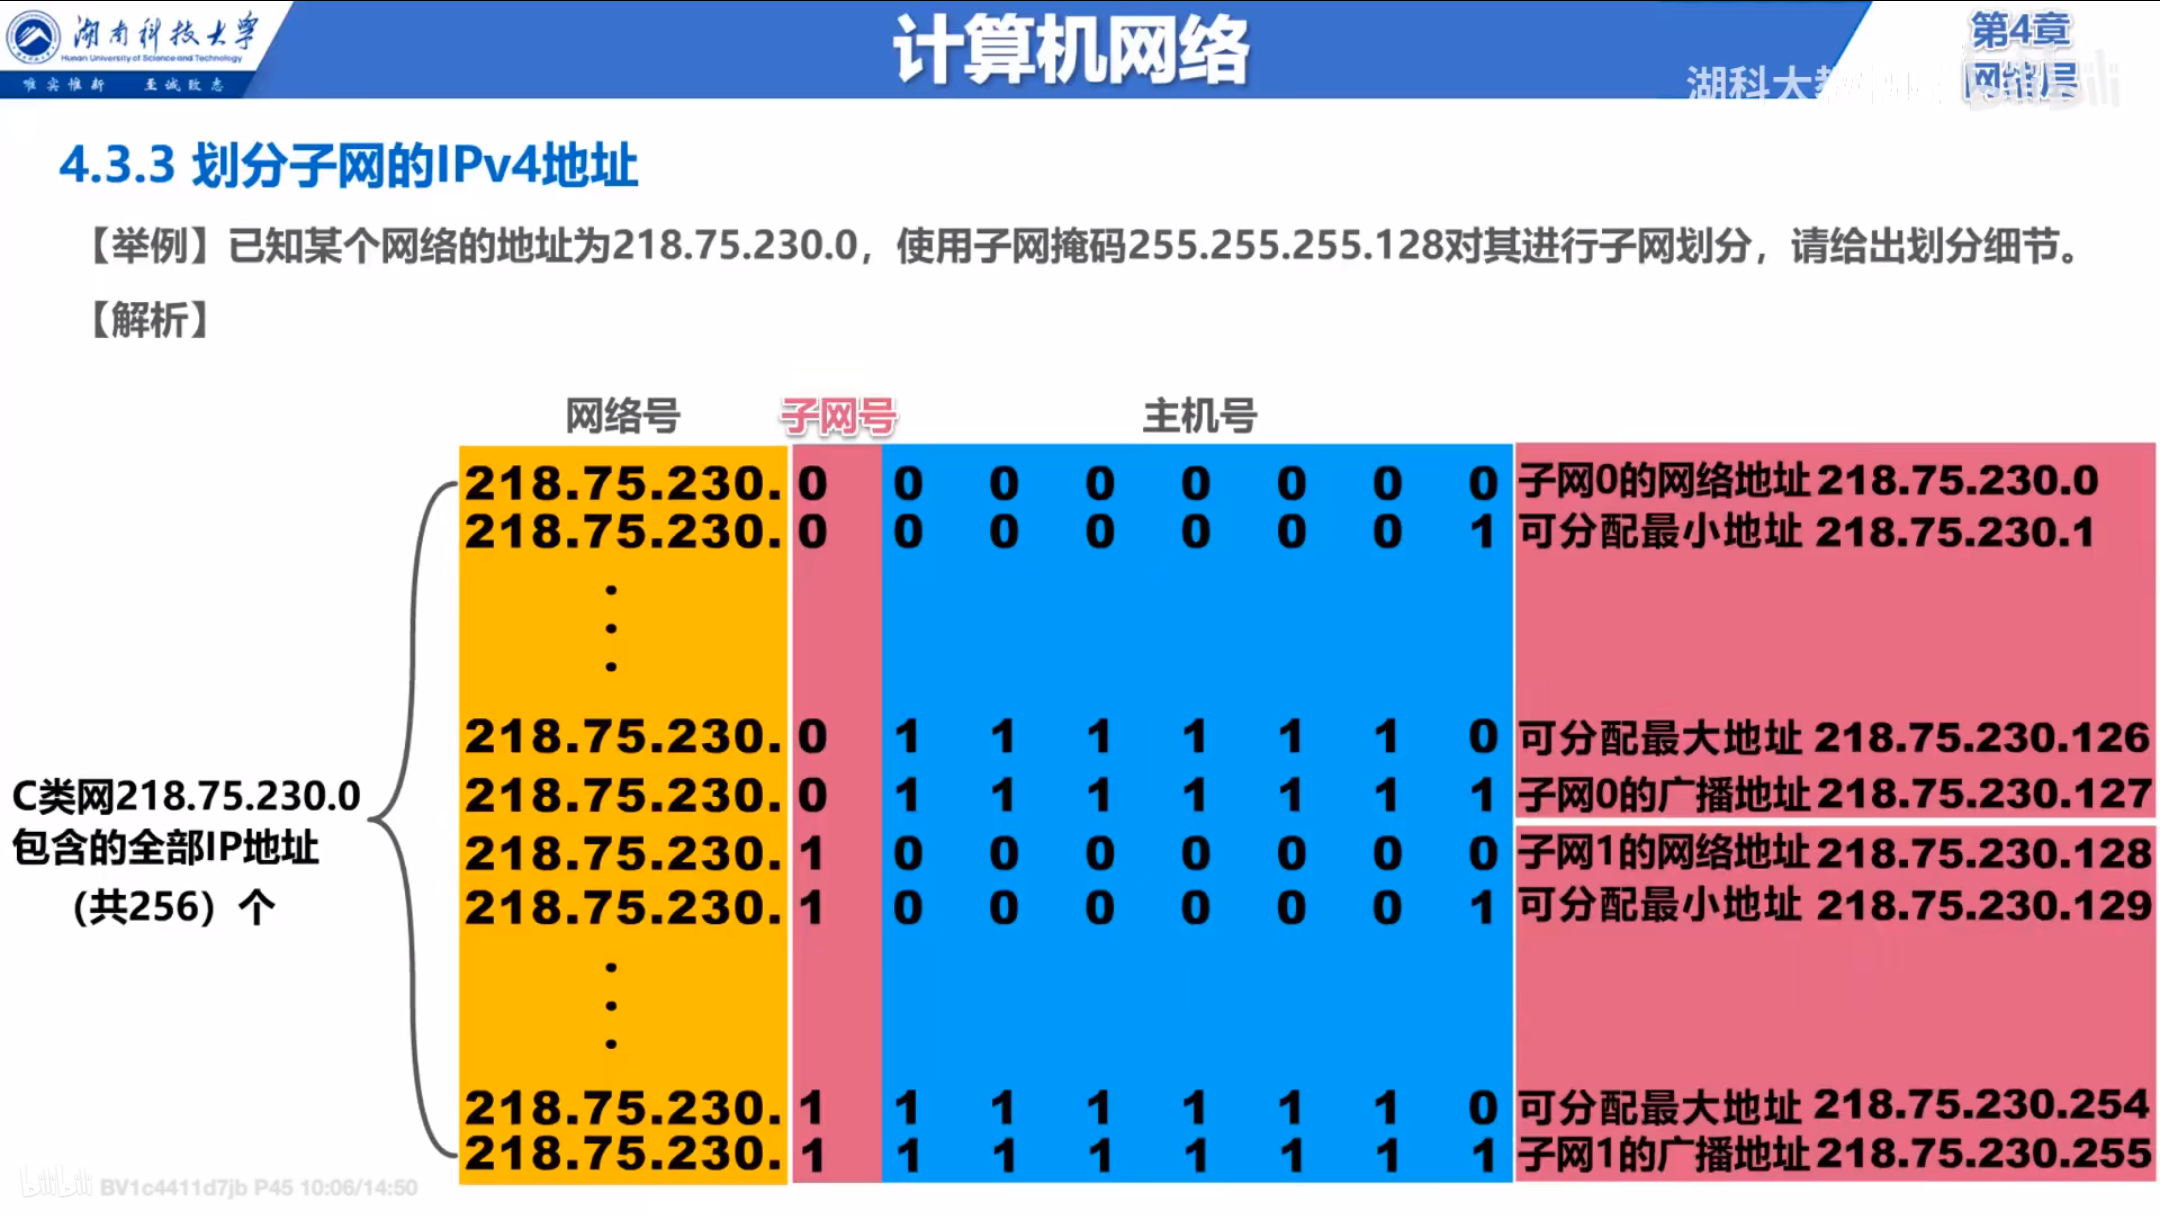 湖南科技大学
Hunan University of Science and Technology
唯实惟新 至诚致志
计算机网络
第4章
网络层
湖科大教
4.3.3 划分子网的IPv4地址
【举例】已知某个网络的地址为218.75.230.0，使用子网掩码255.255.255.128对其进行子网划分，请给出划分细节。
【解析】
网络号 子网号 主机号
218.75.230. 0 0 0 0 0 0 0 0 子网0的网络地址 218.75.230.0
218.75.230. 0 0 0 0 0 0 0 1 可分配最小地址 218.75.230.1
218.75.230. 0 1 1 1 1 1 1 0 可分配最大地址 218.75.230.126
218.75.230. 0 1 1 1 1 1 1 1 子网0的广播地址 218.75.230.127
218.75.230. 1 0 0 0 0 0 0 0 子网1的网络地址 218.75.230.128
218.75.230. 1 0 0 0 0 0 0 1 可分配最小地址 218.75.230.129
218.75.230. 1 1 1 1 1 1 1 0 可分配最大地址 218.75.230.254
218.75.230. 1 1 1 1 1 1 1 1 子网1的广播地址 218.75.230.255
C类网218.75.230.0
包含的全部IP地址
（共256）个
bilibili BV1c4411d7jb P45 10:06/14:50